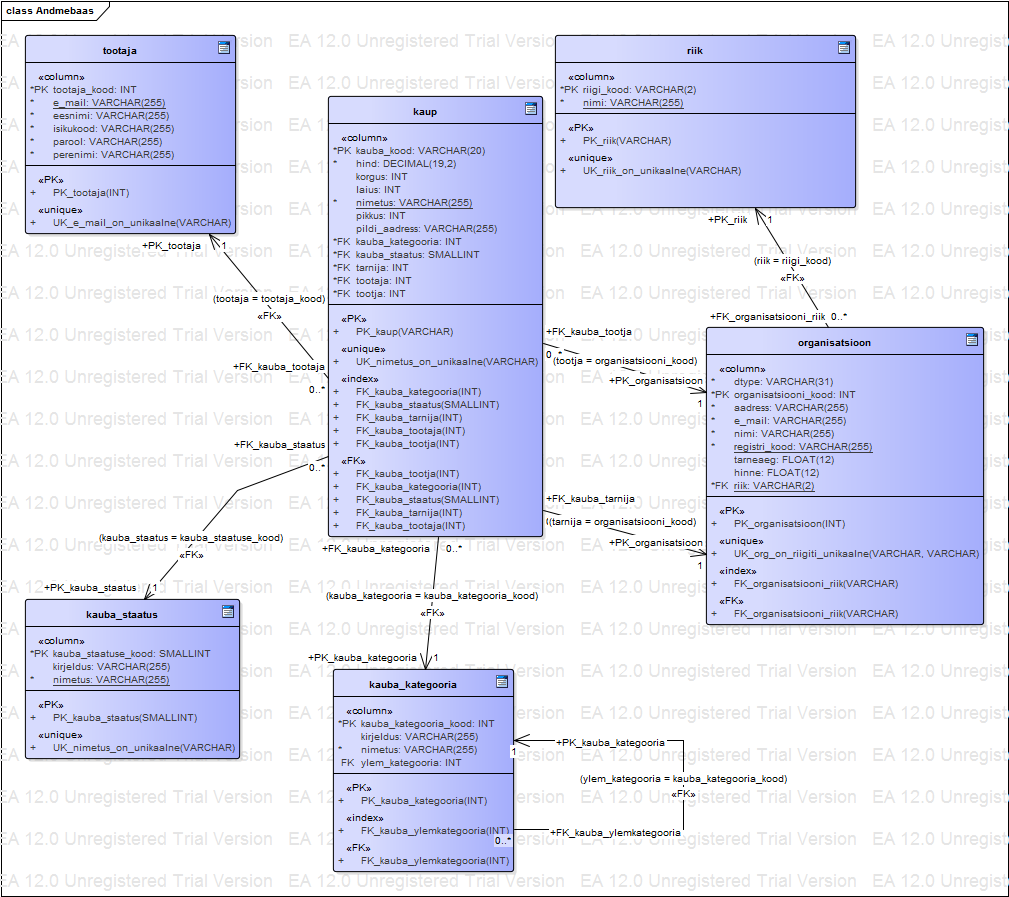 class Andmebaas
tootaja
«column»
*PK tootaja_kood: INT
* e_mail: VARCHAR(255)
* eesnimi: VARCHAR(255)
* isikukood: VARCHAR(255)
* parool: VARCHAR(255)
* perenimi: VARCHAR(255)
«PK»
+ PK_tootaja(INT)
«unique»
+ UK_e_mail_on_unikaalne(VARCHAR)
kaup
«column»
*PK kauba_kood: VARCHAR(20)
* hind: DECIMAL(19,2)
korgus: INT
laius: INT
* nimetus: VARCHAR(255)
pikkus: INT
pildi_aadress: VARCHAR(255)
*FK kauba_kategooria: INT
*FK kauba_staatus: SMALLINT
*FK tarnija: INT
*FK tootaja: INT
*FK tootja: INT
«PK»
+ PK_kaup(VARCHAR)
«unique»
+ UK_nimetus_on_unikaalne(VARCHAR)
«index»
+ FK_kauba_kategooria(INT)
+ FK_kauba_staatus(SMALLINT)
+ FK_kauba_tarnija(INT)
+ FK_kauba_tootaja(INT)
+ FK_kauba_tootja(INT)
«FK»
+ FK_kauba_tootja(INT)
+ FK_kauba_kategooria(INT)
+ FK_kauba_staatus(SMALLINT)
+ FK_kauba_tarnija(INT)
+ FK_kauba_tootaja(INT)
riik
«column»
*PK riigi_kood: VARCHAR(2)
* nimi: VARCHAR(255)
«PK»
+ PK_riik(VARCHAR)
«unique»
+ UK_riik_on_unikaalne(VARCHAR)
+PK_riik 1
(riik = riigi_kood)
«FK»
+FK_organisatsiooni_riik 0..*
organisatsioon
«column»
* dtype: VARCHAR(31)
*PK organisatsiooni_kood: INT
* aadress: VARCHAR(255)
* e_mail: VARCHAR(255)
* nimi: VARCHAR(255)
* registri_kood: VARCHAR(255)
tarneaeg: FLOAT(12)
hinne: FLOAT(12)
*FK riik: VARCHAR(2)
«PK»
+ PK_organisatsioon(INT)
«unique»
+ UK_org_on_riigiti_unikaalne(VARCHAR, VARCHAR)
«index»
+ FK_organisatsiooni_riik(VARCHAR)
«FK»
+ FK_organisatsiooni_riik(VARCHAR)
+PK_tootaja 1
(tootaja = tootaja_kood)
«FK»
+FK_kauba_tootaja
0..*
+FK_kauba_tootja
0..*
(tootja = organisatsiooni_kood)
+PK_organisatsioon
1
+FK_kauba_tarnija
(tarnija = organisatsiooni_kood)
+PK_organisatsioon
1
+FK_kauba_staatus
0..*
(kauba_staatus = kauba_staatuse_kood)
«FK»
+PK_kauba_staatus 1
+FK_kauba_kategooria 0..*
(kauba_kategooria = kauba_kategooria_kood)
«FK»
+PK_kauba_kategooria 1
kauba_staatus
«column»
*PK kauba_staatuse_kood: SMALLINT
kirjeldus: VARCHAR(255)
* nimetus: VARCHAR(255)
«PK»
+ PK_kauba_staatus(SMALLINT)
«unique»
+ UK_nimetus_on_unikaalne(VARCHAR)
kauba_kategooria
«column»
*PK kauba_kategooria_kood: INT
kirjeldus: VARCHAR(255)
* nimetus: VARCHAR(255)
FK ylem_kategooria: INT
«PK»
+ PK_kauba_kategooria(INT)
«index»
+ FK_kauba_ylemkategooria(INT)
«FK»
+ FK_kauba_ylemkategooria(INT)
+PK_kauba_kategooria
1
(ylem_kategooria = kauba_kategooria_kood)
«FK»
+FK_kauba_ylemkategooria
0..*
EA 12.0 Unregistered Trial Version